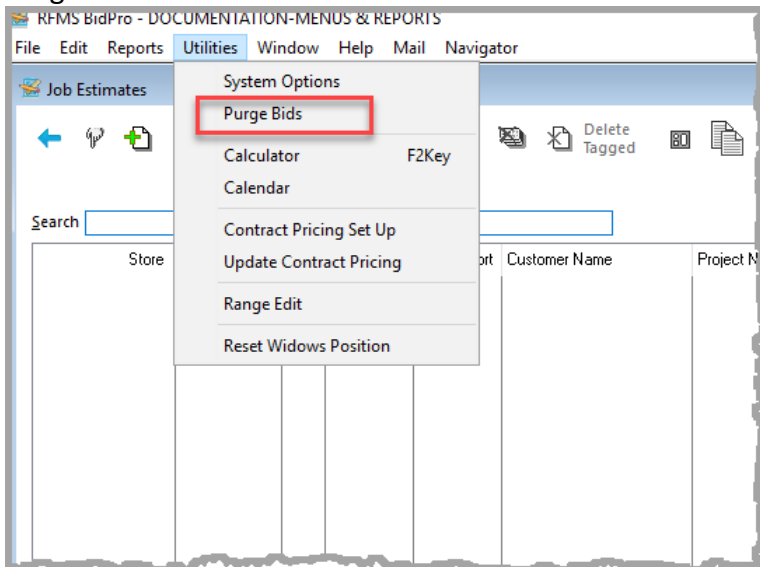 RFMS BidPro - DOCUMENTATION-MENUS & REPORTS
File Edit Reports Utilities Window Help Mail Navigator
Job Estimates
System Options
Purge Bids
Delete
Tagged
Calculator F2Key
Calendar
Search
Contract Pricing Set Up
Store
Update Contract Pricing
Customer Name
Range Edit
Reset Widows Position